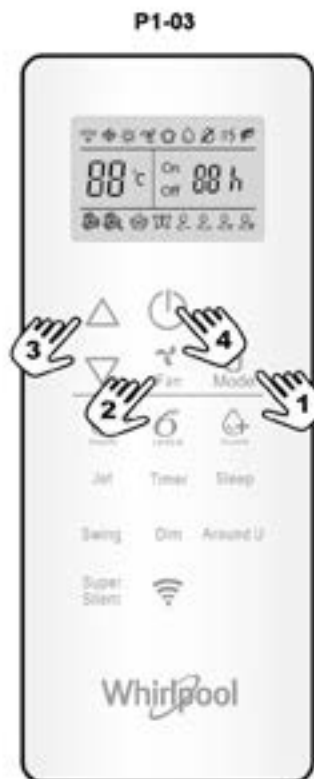 P1-03
88 °C On 88 h
Off
3
4
Fan
Mode
2
1
6th
Jet Timer Sleep
Swing Dim Around U
Super
Silent
Whirlpool